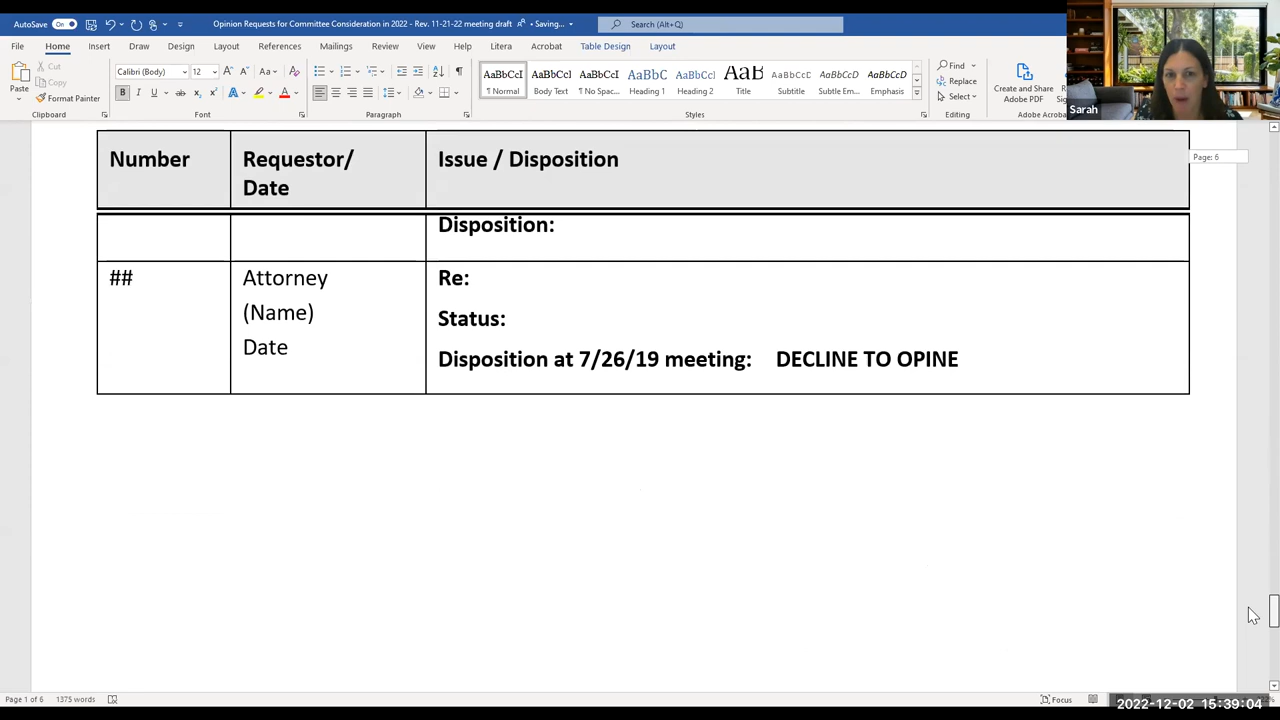 AutoSave On Opinion Requests for Committee Consideration in 2022 - Rev. 11-21-22 meeting draft - Saving... Search (Alt+Q)
File Home Insert Draw Design Layout References Mailings Review View Help Litera Acrobat Table Design Layout
Paste
Cut
Copy
Format Painter
Clipboard
Calibri (Body) 12
Font
Paragraph
AaBbCcI AaBbCcD AaBbCcI AaBbC AaBbCcI AaB AaBbCcD AaBbCcD AaBbCcD
¶ Normal Body Text ¶ No Spac... Heading 1 Heading 2 Title Subtitle Subtle Em... Emphasis
Styles
Find
Replace
Select
Editing
Create and Share
Adobe PDF
Adobe Acroba
Sarah
Page: 6
Number Requestor/
Date Issue / Disposition
Disposition:
## Attorney
(Name)
Date
Re:
Status:
Disposition at 7/26/19 meeting: DECLINE TO OPINE
Page 1 of 6 1375 words Focus
2022-12-02 15:39:04